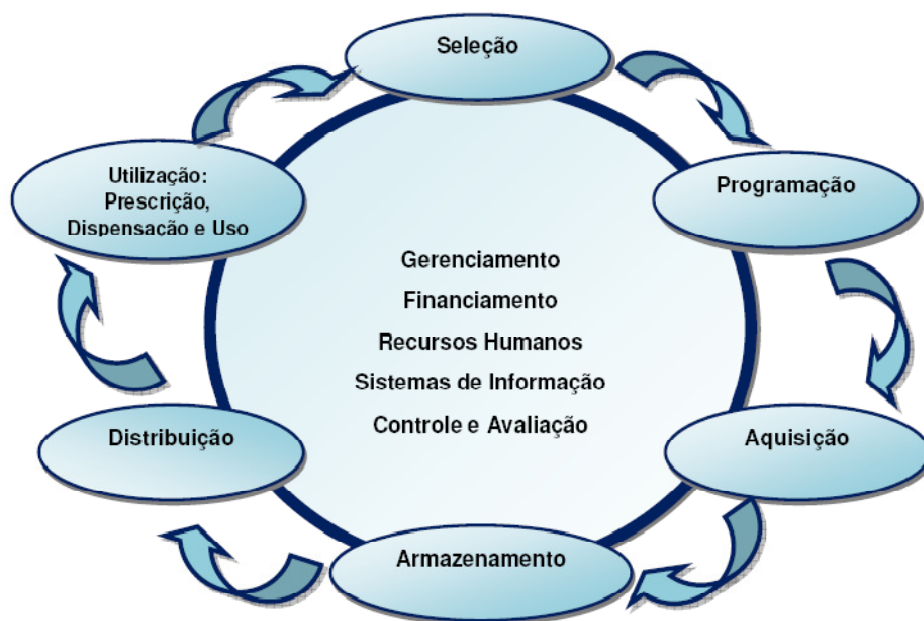 Seleção
Programação
Utilização:
Prescrição,
Dispensação e Uso
Gerenciamento
Financiamento
Recursos Humanos
Sistemas de Informação
Controle e Avaliação
Distribuição
Aquisição
Armazenamento